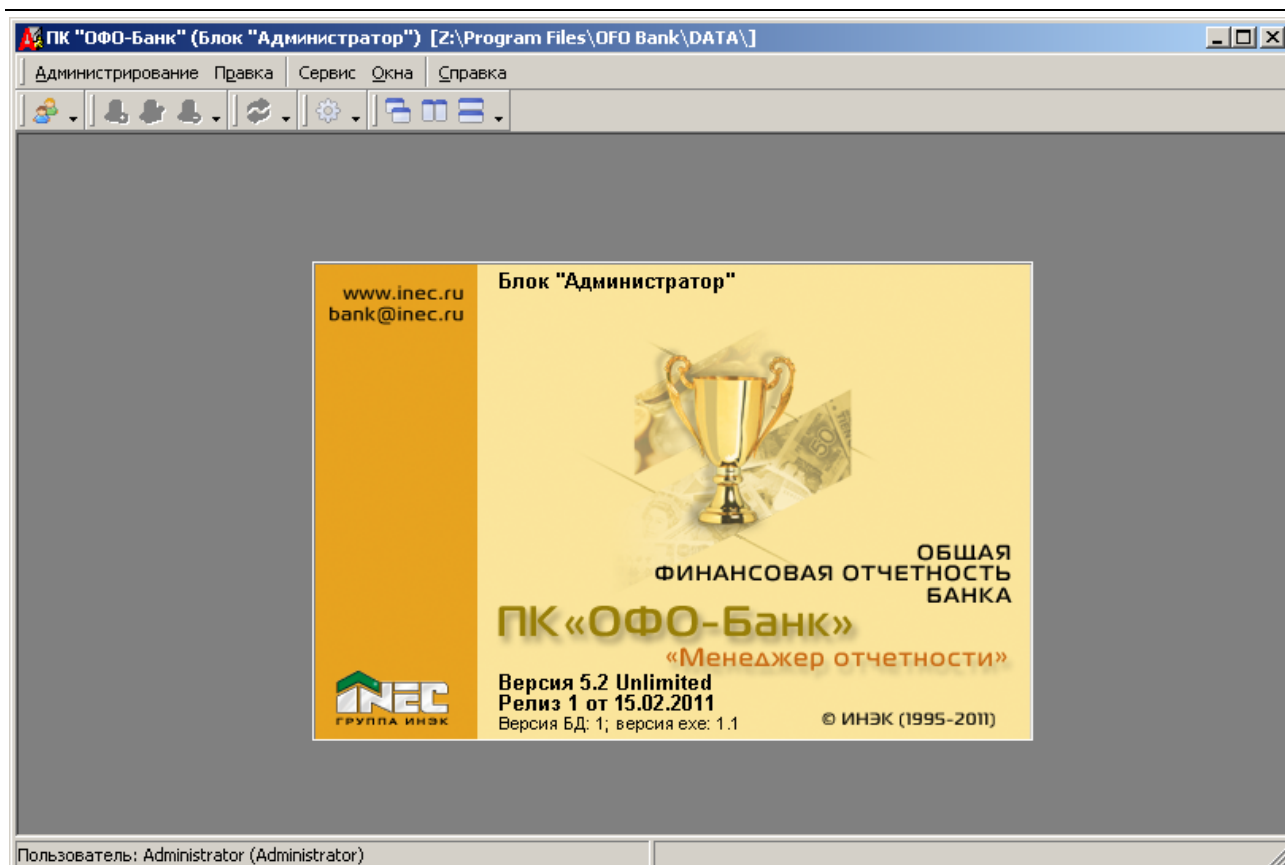 ПК "ОФО-Банк" (Блок "Администратор") [Z:\Program Files\OFO Bank\DATA\]
Администрирование Правка Сервис Окна Справка
www.inec.ru
bank@inec.ru
Блок "Администратор"
ОБЩАЯ
ФИНАНСОВАЯ ОТЧЕТНОСТЬ
БАНКА
ПК«ОФО-Банк»
«Менеджер отчетности»
INEC
ГРУППА ИНЭК
Версия 5.2 Unlimited
Релиз 1 от 15.02.2011
Версия БД: 1; версия exe: 1.1
© ИНЭК (1995-2011)
Пользователь: Administrator (Administrator)